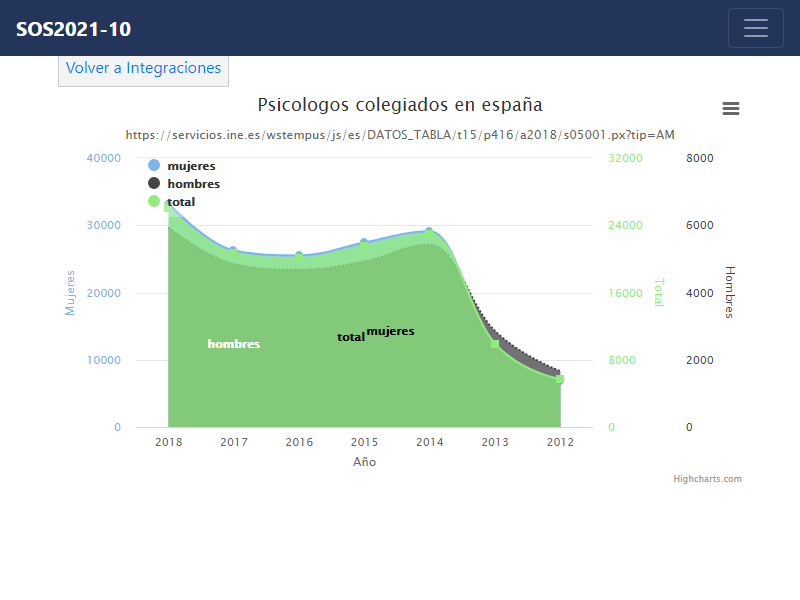 SOS2021-10
Volver a Integraciones
Psicologos colegiados en españa
https://servicios.ine.es/wstempus/js/es/DATOS_TABLA/t15/p416/a2018/s05001.px?tip=AM
mujeres
hombres
total
40000
30000
20000
10000
0
Mujeres
32000
24000
16000
8000
0
Total
8000
6000
4000
2000
0
Hombres
hombres
total
mujeres
2018 2017 2016 2015 2014 2013 2012
Año
Highcharts.com